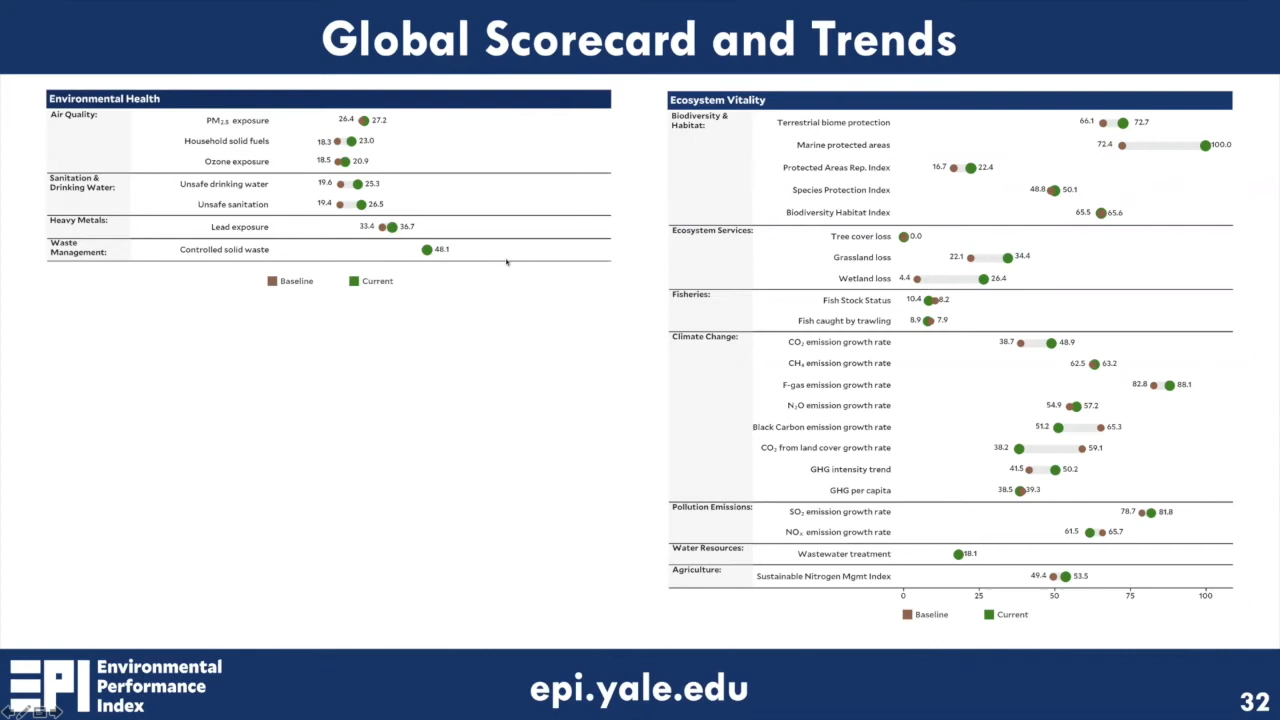 Global Scorecard and Trends
Environmental Health
Air Quality:
PM2.5 exposure 26.4 27.2
Household solid fuels 18.3 23.0
Ozone exposure 18.5 20.9
Sanitation &
Drinking Water:
Unsafe drinking water 19.6 25.3
Unsafe sanitation 19.4 26.5
Heavy Metals:
Lead exposure 33.4 36.7
Waste
Management:
Controlled solid waste 48.1
Baseline Current
Ecosystem Vitality
Biodiversity &
Habitat:
Terrestrial biome protection 66.1 72.7
Marine protected areas 72.4 100.0
Protected Areas Rep. Index 16.7 22.4
Species Protection Index 48.8 50.1
Biodiversity Habitat Index 65.5 65.6
Ecosystem Services:
Tree cover loss 0.0
Grassland loss 22.1 34.4
Wetland loss 4.4 26.4
Fisheries:
Fish Stock Status 10.4 8.2
Fish caught by trawling 8.9 7.9
Climate Change:
CO₂ emission growth rate 38.7 48.9
CH₄ emission growth rate 62.5 63.2
F-gas emission growth rate 82.8 88.1
N₂O emission growth rate 54.9 57.2
Black Carbon emission growth rate 51.2 65.3
CO₂ from land cover growth rate 38.2 59.1
GHG intensity trend 41.5 50.2
GHG per capita 38.5 39.3
Pollution Emissions:
SO₂ emission growth rate 78.7 81.8
NOₓ emission growth rate 61.5 65.7
Water Resources:
Wastewater treatment 18.1
Agriculture:
Sustainable Nitrogen Mgmt Index 49.4 53.5
0 25 50 75 100
Baseline Current
EPI Environmental
Performance
Index
epi.yale.edu
32